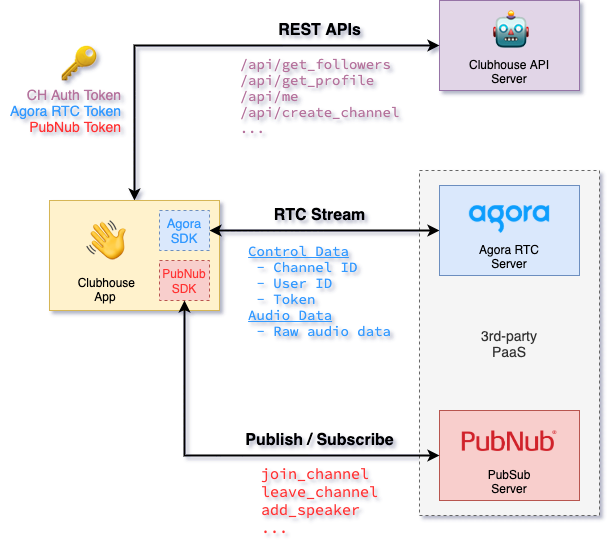 REST APIs
Clubhouse API
Server
/api/get_followers
/api/get_profile
/api/me
/api/create_channel
...
CH Auth Token
Agora RTC Token
PubNub Token
Clubhouse
App
Agora
SDK
PubNub
SDK
RTC Stream
Control Data
- Channel ID
- User ID
- Token
Audio Data
- Raw audio data
agora
Agora RTC
Server
3rd-party
PaaS
Publish / Subscribe
join_channel
leave_channel
add_speaker
...
PubNub®
PubSub
Server